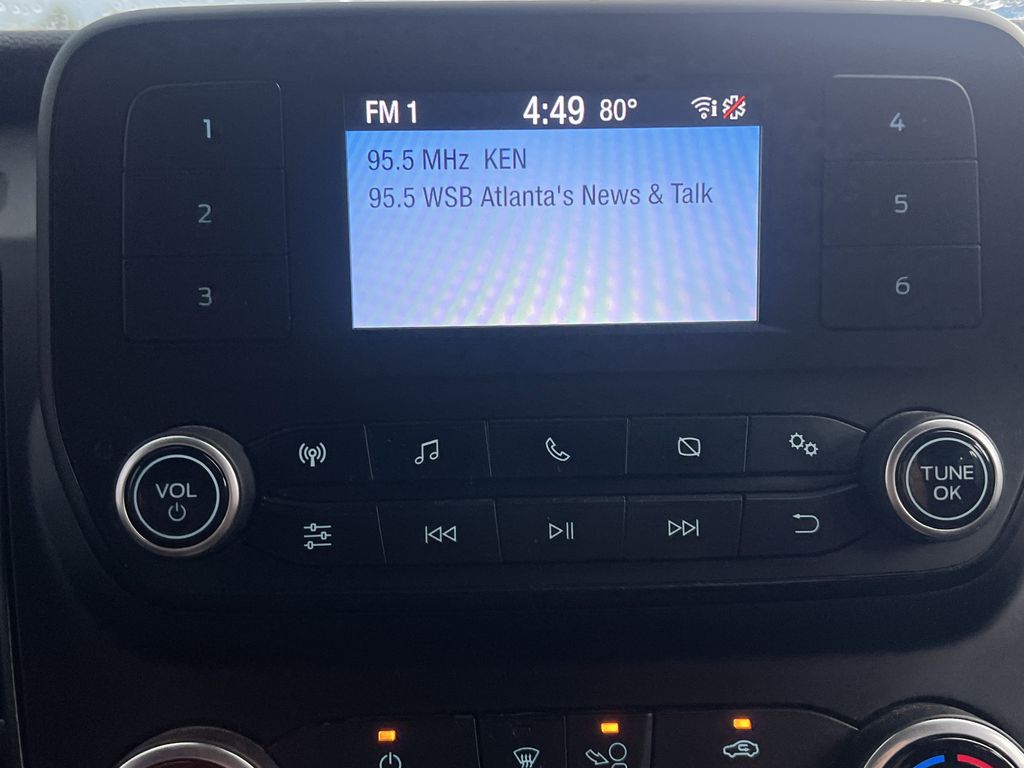 FM 1 4:49 80°
95.5 MHz KEN
95.5 WSB Atlanta's News & Talk
1
2
3
4
5
6
VOL
TUNE
OK